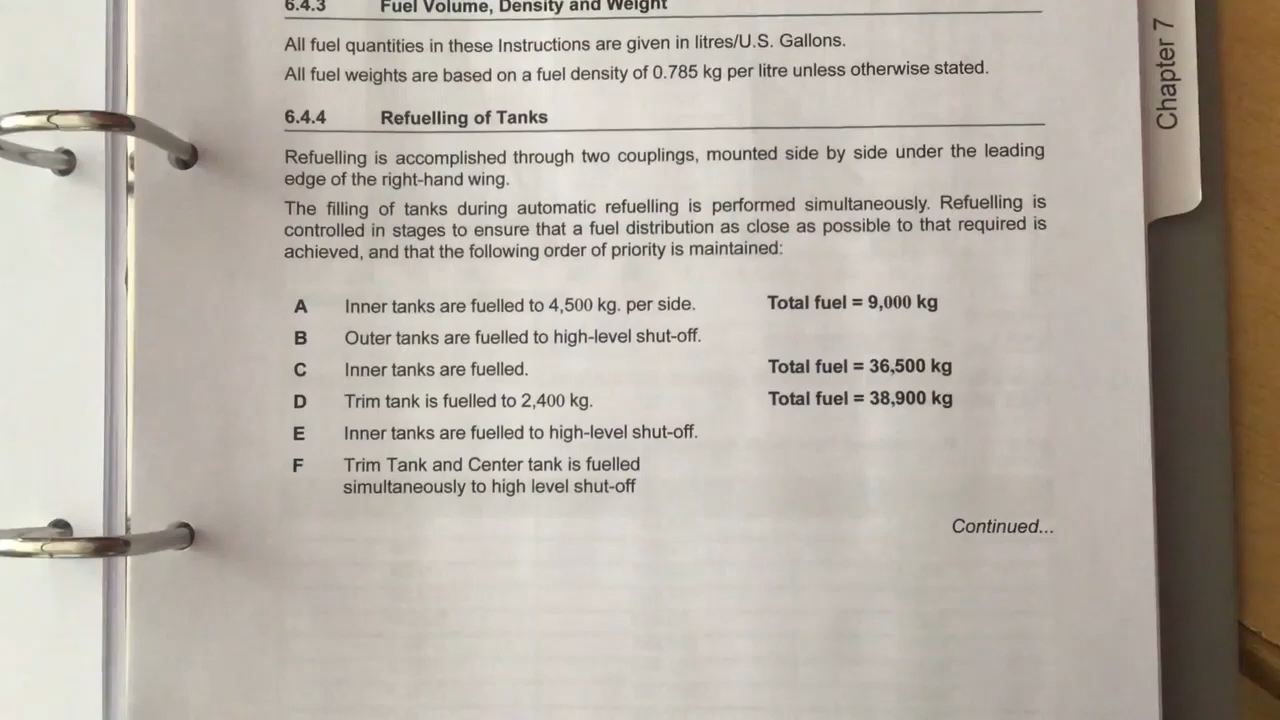 6.4.3 Fuel Volume, Density and Weight
All fuel quantities in these Instructions are given in litres/U.S. Gallons.
All fuel weights are based on a fuel density of 0.785 kg per litre unless otherwise stated.
6.4.4 Refuelling of Tanks
Refuelling is accomplished through two couplings, mounted side by side under the leading
edge of the right-hand wing.
The filling of tanks during automatic refuelling is performed simultaneously. Refuelling is
controlled in stages to ensure that a fuel distribution as close as possible to that required is
achieved, and that the following order of priority is maintained:
A Inner tanks are fuelled to 4,500 kg. per side. Total fuel = 9,000 kg
B Outer tanks are fuelled to high-level shut-off.
C Inner tanks are fuelled. Total fuel = 36,500 kg
D Trim tank is fuelled to 2,400 kg. Total fuel = 38,900 kg
E Inner tanks are fuelled to high-level shut-off.
F Trim Tank and Center tank is fuelled
simultaneously to high level shut-off
Continued...
Chapter 7